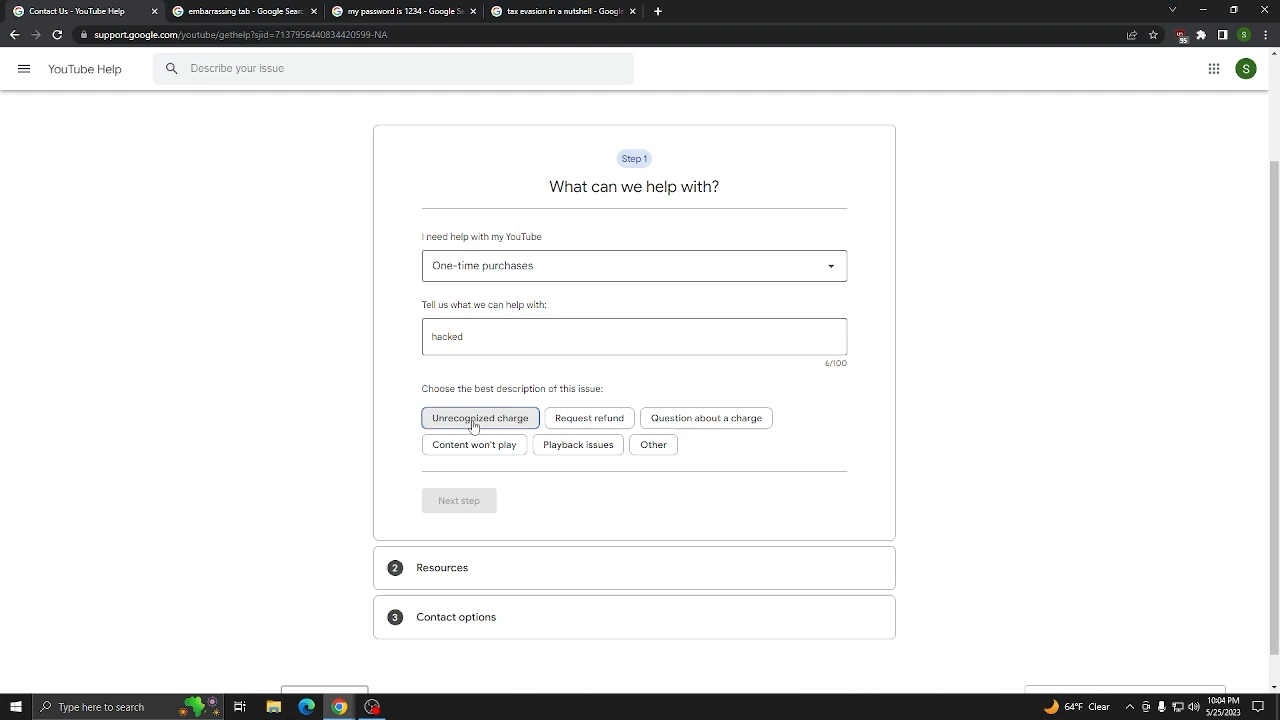 Contact Us - YouTube Help
embarrassing tab - Google Sear
my password is 1234 - Google Se
tax evasion in a nutshell - Google
support.google.com/youtube/gethelp?sjid=7137956440834420599-NA
95
S
YouTube Help
Describe your issue
S
Step 1
What can we help with?
I need help with my YouTube
One-time purchases
Tell us what we can help with:
hacked
6/100
Choose the best description of this issue:
Unrecognized charge
Request refund
Question about a charge
Content won't play
Playback issues
Other
Next step
2 Resources
3 Contact options
Type here to search
64°F Clear
10:04 PM
5/25/2023